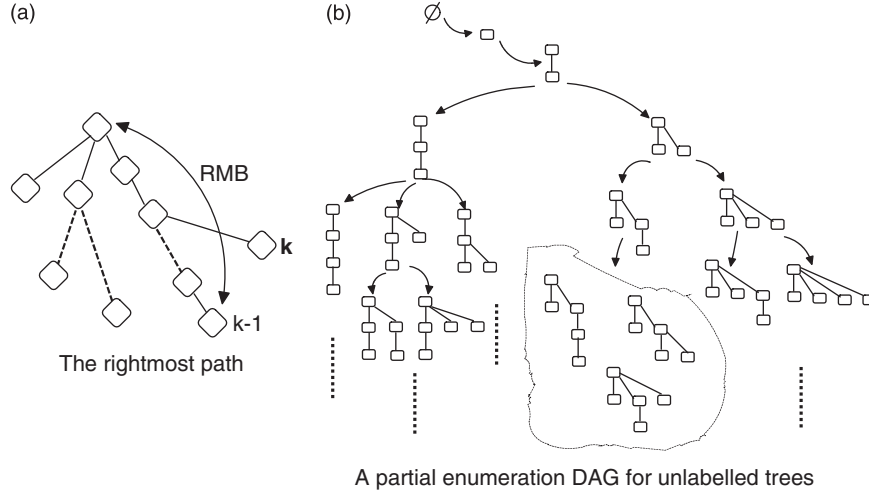 (a)
RMB
k
k-1
The rightmost path
(b)
∅
A partial enumeration DAG for unlabelled trees